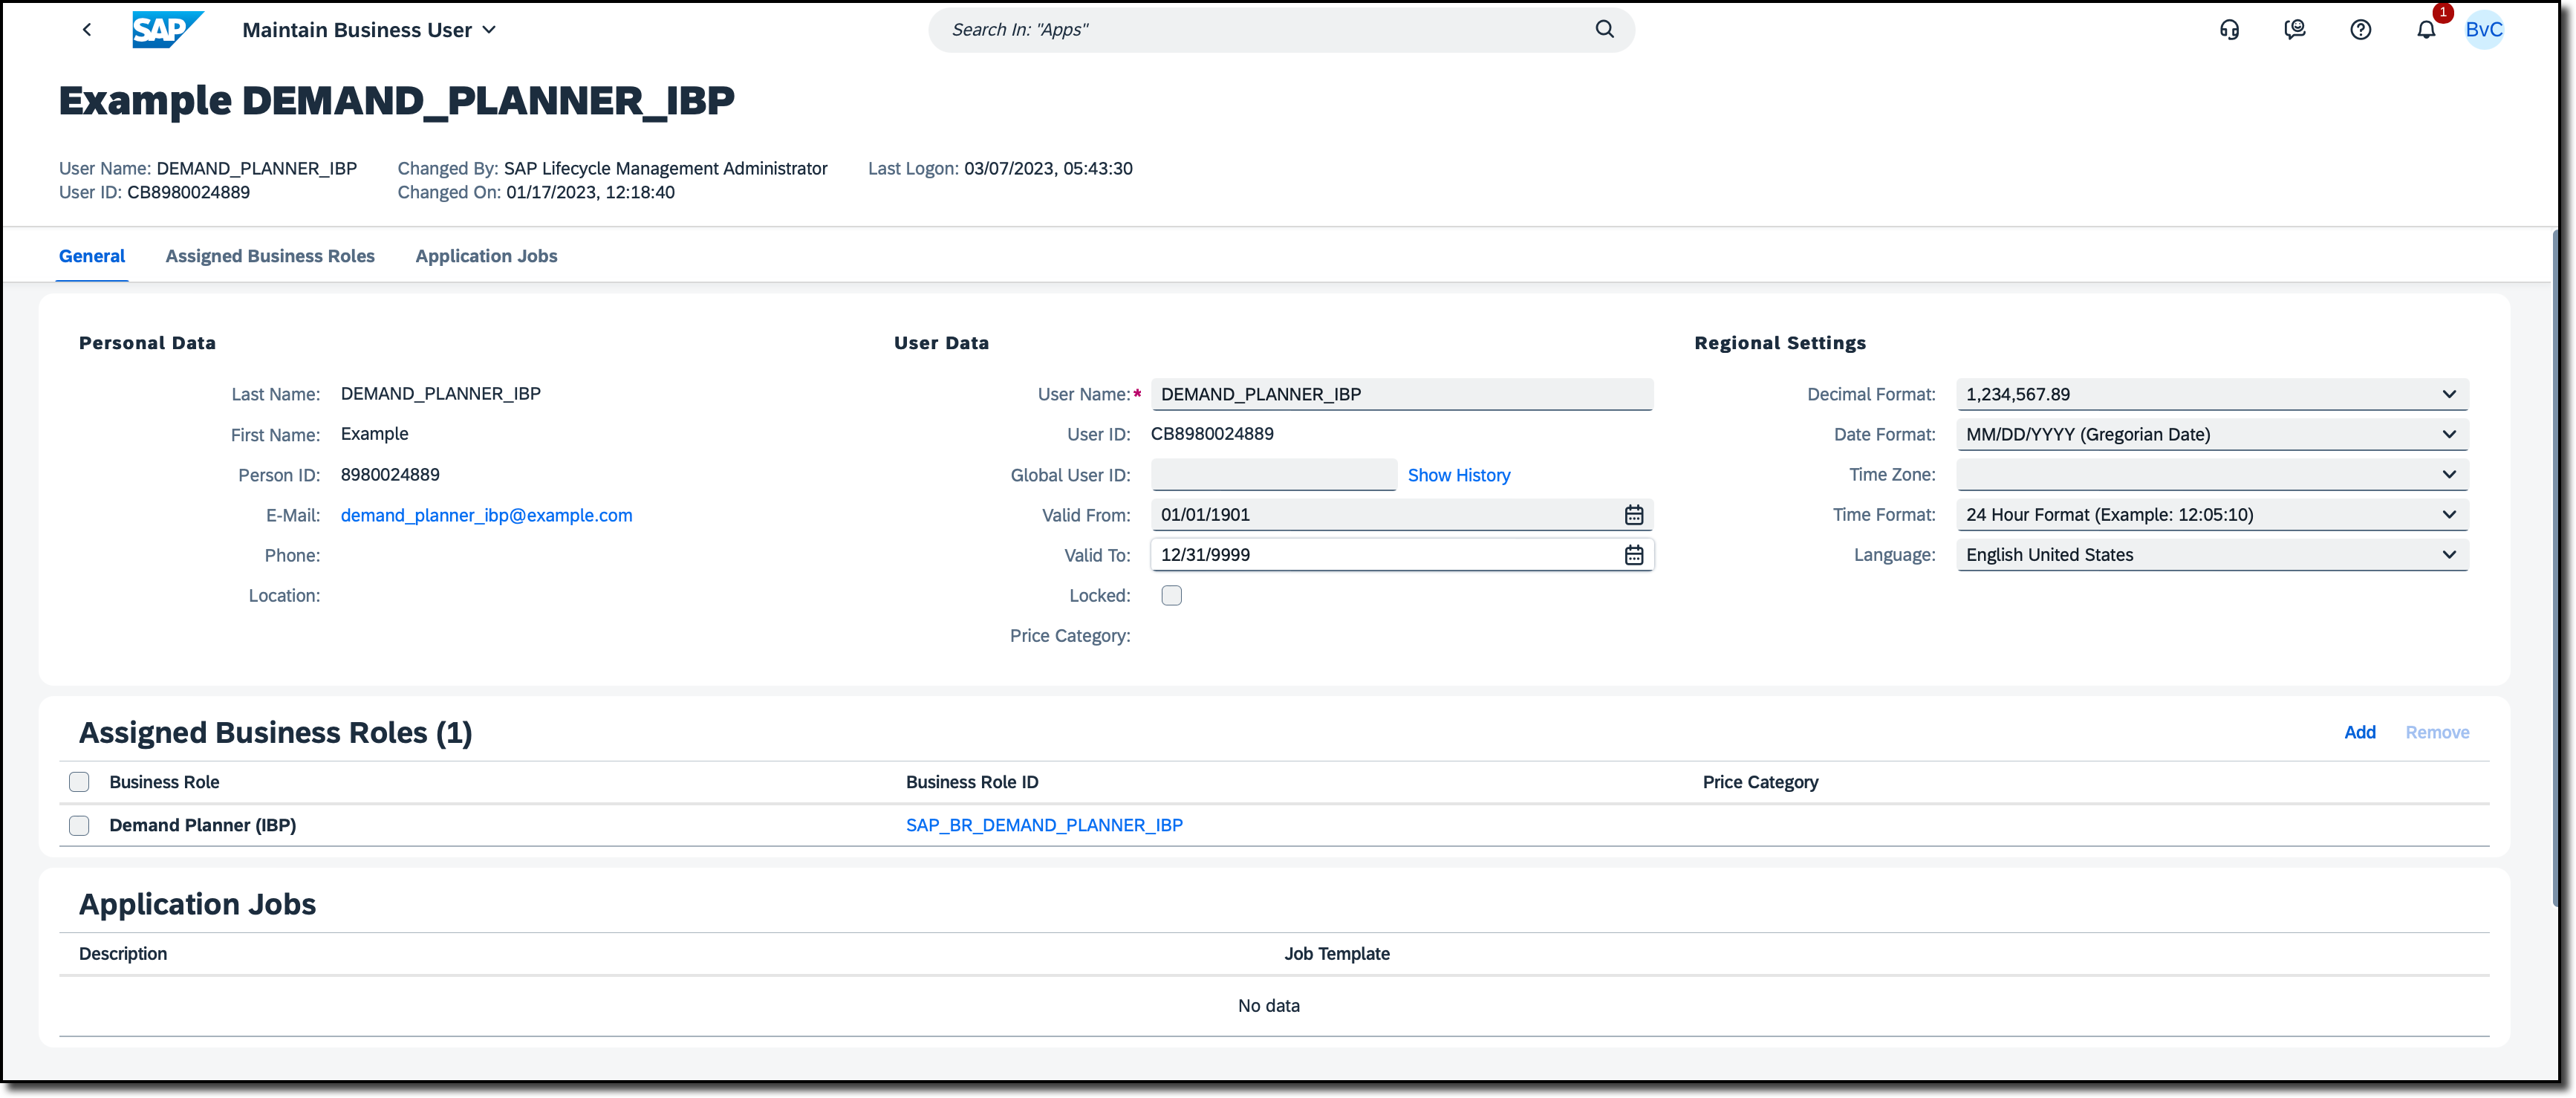 SAP Maintain Business User Search In: "Apps" 1 BvC
Example DEMAND_PLANNER_IBP
User Name: DEMAND_PLANNER_IBP Changed By: SAP Lifecycle Management Administrator Last Logon: 03/07/2023, 05:43:30
User ID: CB8980024889 Changed On: 01/17/2023, 12:18:40
General Assigned Business Roles Application Jobs
Personal Data
Last Name: DEMAND_PLANNER_IBP
First Name: Example
Person ID: 8980024889
E-Mail: demand_planner_ibp@example.com
Phone:
Location:
User Data
User Name:* DEMAND_PLANNER_IBP
User ID: CB8980024889
Global User ID: Show History
Valid From: 01/01/1901
Valid To: 12/31/9999
Locked:
Price Category:
Regional Settings
Decimal Format: 1,234,567.89
Date Format: MM/DD/YYYY (Gregorian Date)
Time Zone:
Time Format: 24 Hour Format (Example: 12:05:10)
Language: English United States
Assigned Business Roles (1) Add Remove
Business Role Business Role ID Price Category
Demand Planner (IBP) SAP_BR_DEMAND_PLANNER_IBP
Application Jobs
Description Job Template
No data